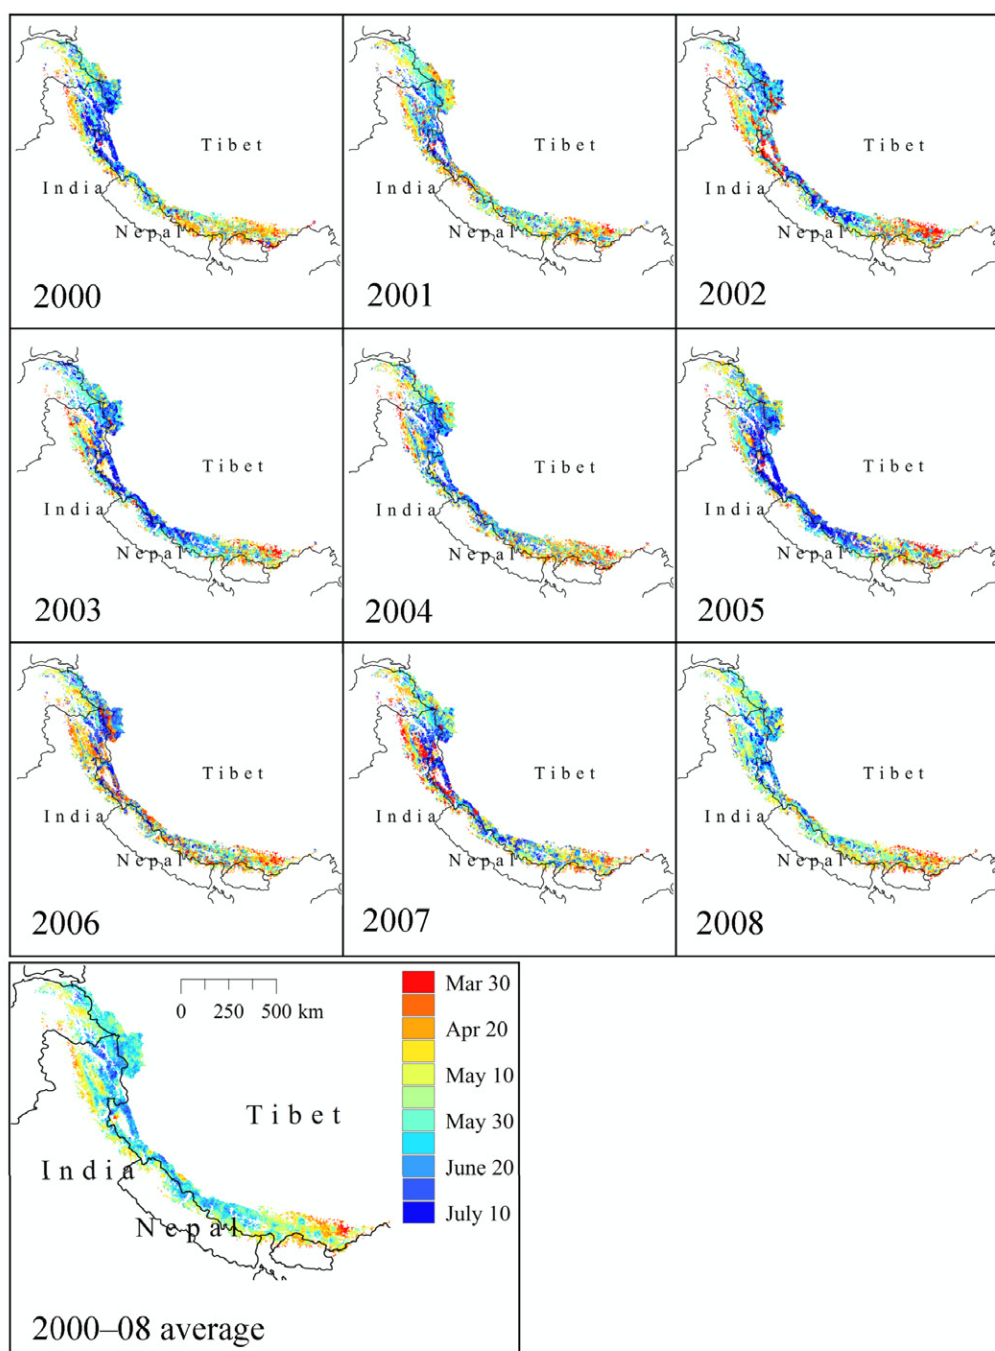 Tibet
India
Nepal
2000
Tibet
India
Nepal
2001
Tibet
India
Nepal
2002
Tibet
India
Nepal
2003
Tibet
India
Nepal
2004
Tibet
India
Nepal
2005
Tibet
India
Nepal
2006
Tibet
India
Nepal
2007
Tibet
India
Nepal
2008
0 250 500 km
Mar 30
Apr 20
May 10
May 30
June 20
July 10
Tibet
India
Nepal
2000–08 average